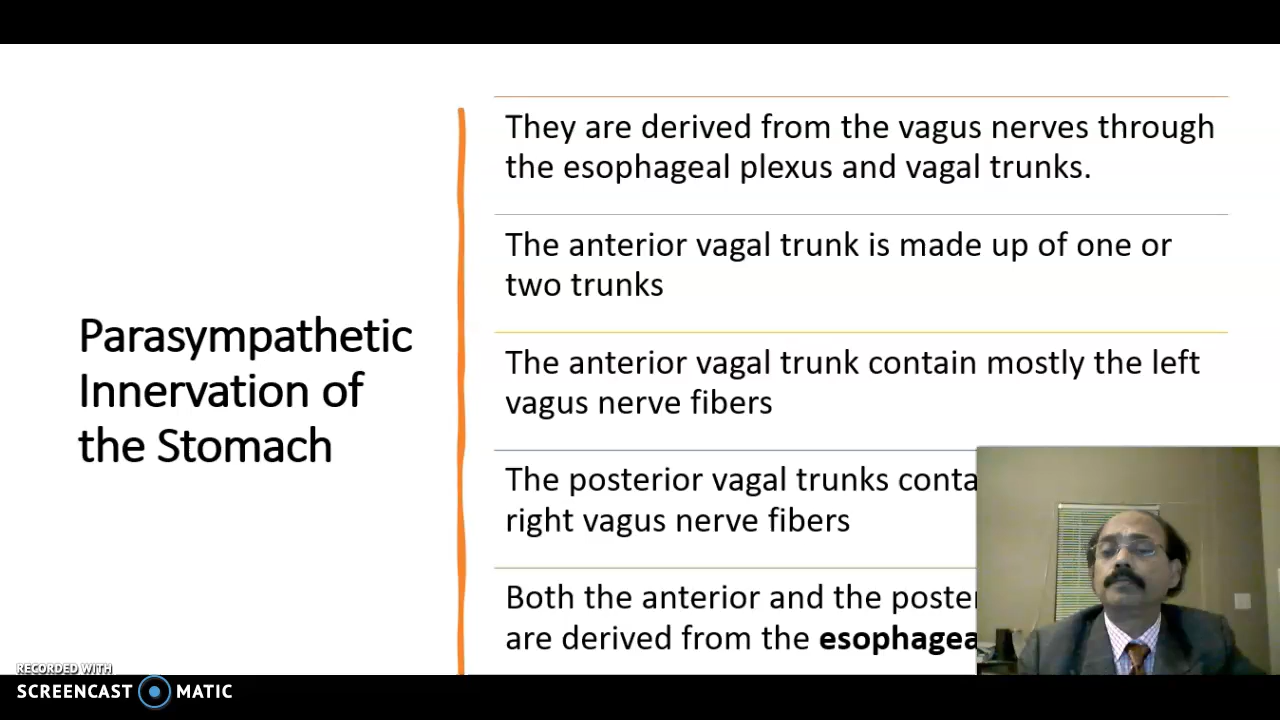 Parasympathetic
Innervation of
the Stomach
They are derived from the vagus nerves through
the esophageal plexus and vagal trunks.
The anterior vagal trunk is made up of one or
two trunks
The anterior vagal trunk contain mostly the left
vagus nerve fibers
The posterior vagal trunks
right vagus nerve fibers
Both the anterior and the
are derived from the
RECORDED WITH
SCREENCAST MATIC